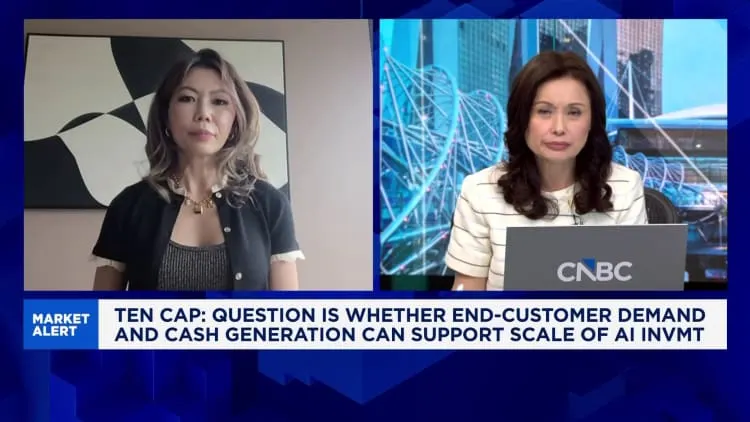 CNBC
MARKET
ALERT
TEN CAP: QUESTION IS WHETHER END-CUSTOMER DEMAND
AND CASH GENERATION CAN SUPPORT SCALE OF AI INVMT